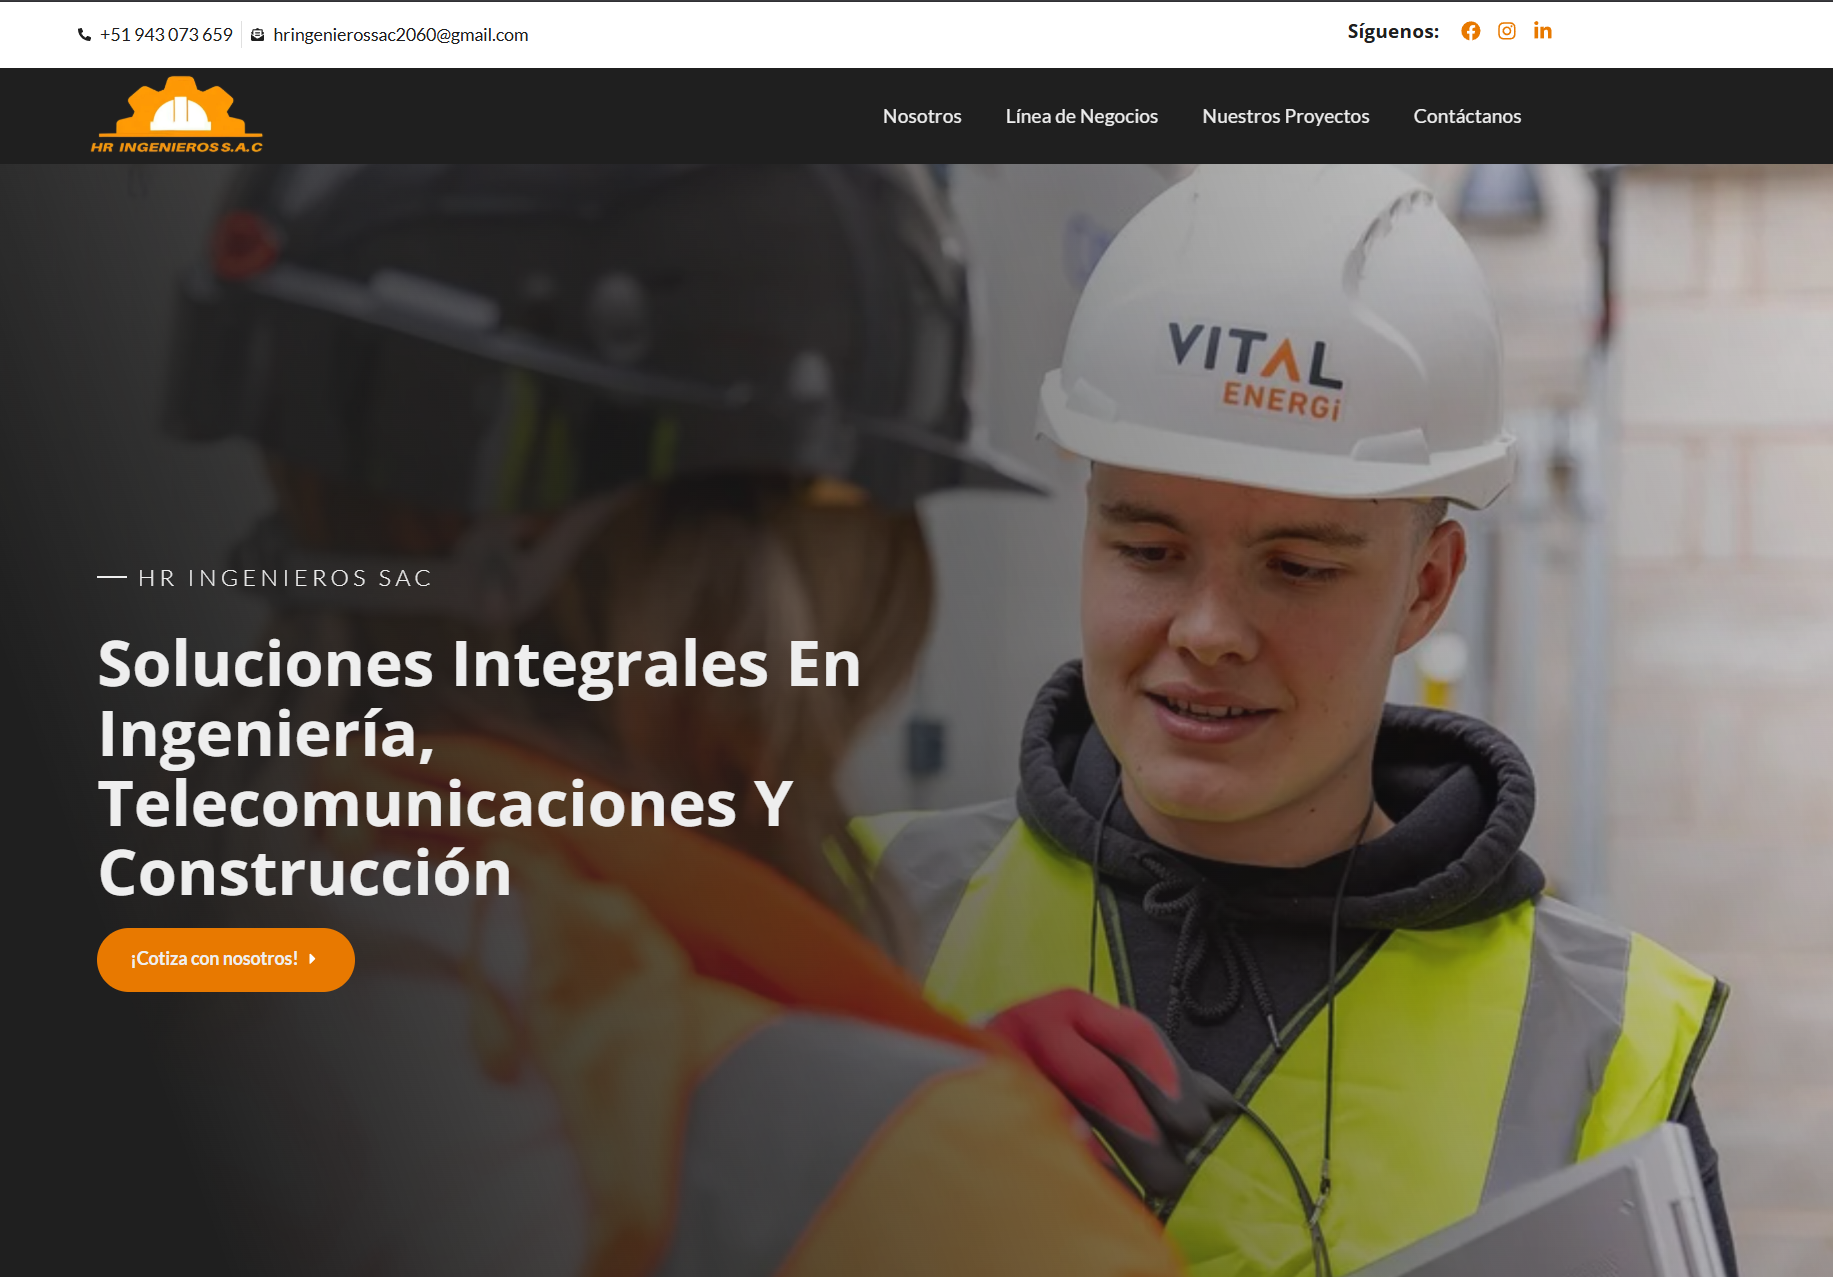 +51 943 073 659
hringenierossac2060@gmail.com
Síguenos:
HR INGENIEROS S.A.C
Nosotros
Línea de Negocios
Nuestros Proyectos
Contáctanos
VITAL
ENERGi
HR INGENIEROS SAC
Soluciones Integrales En
Ingeniería,
Telecomunicaciones Y
Construcción
¡Cotiza con nosotros!